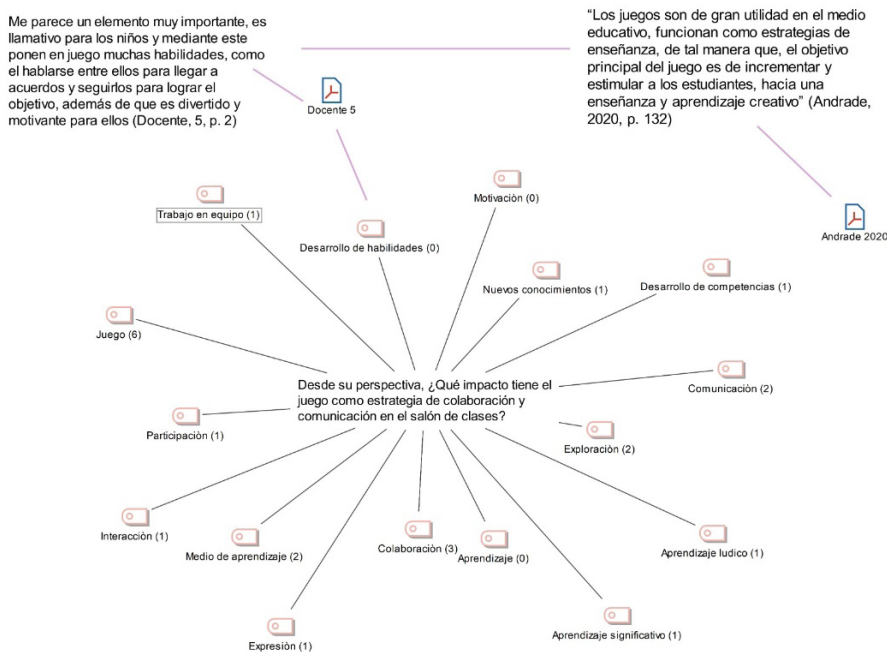 Me parece un elemento muy importante, es
llamativo para los niños y mediante este
ponen en juego muchas habilidades, como
el hablarse entre ellos para llegar a
acuerdos y seguirlos para lograr el
objetivo, además de que es divertido y
motivante para ellos (Docente, 5, p. 2)
“Los juegos son de gran utilidad en el medio
educativo, funcionan como estrategias de
enseñanza, de tal manera que, el objetivo
principal del juego es de incrementar y
estimular a los estudiantes, hacia una
enseñanza y aprendizaje creativo” (Andrade,
2020, p. 132)
Docente 5
Andrade 2020
Trabajo en equipo (1)
Motivaciòn (0)
Desarrollo de habilidades (0)
Nuevos conocimientos (1)
Desarrollo de competencias (1)
Juego (6)
Comunicaciòn (2)
Desde su perspectiva, ¿Qué impacto tiene el
juego como estrategia de colaboración y
comunicación en el salón de clases?
Participaciòn (1)
Exploraciòn (2)
Interacciòn (1)
Medio de aprendizaje (2)
Colaboraciòn (3)
Aprendizaje (0)
Aprendizaje ludico (1)
Expresiòn (1)
Aprendizaje significativo (1)